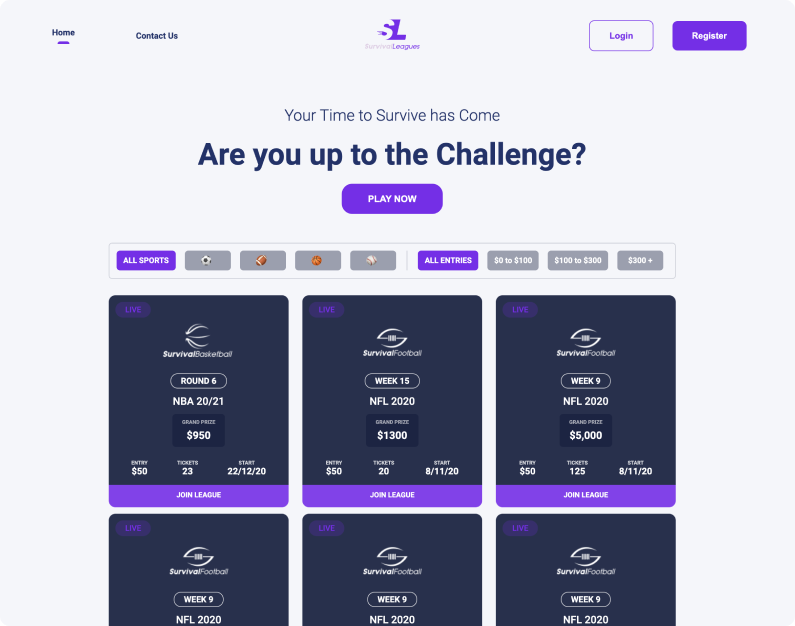 Home
Contact Us
SL
SurvivalLeagues
Login
Register
Your Time to Survive has Come
Are you up to the Challenge?
PLAY NOW
ALL SPORTS
ALL ENTRIES
$0 to $100
$100 to $300
$300 +
LIVE
SurvivalBasketball
ROUND 6
NBA 20/21
GRAND PRIZE
$950
ENTRY TICKETS START
$50 23 22/12/20
JOIN LEAGUE
LIVE
SurvivalFootball
WEEK 15
NFL 2020
GRAND PRIZE
$1300
ENTRY TICKETS START
$50 20 8/11/20
JOIN LEAGUE
LIVE
SurvivalFootball
WEEK 9
NFL 2020
GRAND PRIZE
$5,000
ENTRY TICKETS START
$50 125 8/11/20
JOIN LEAGUE
LIVE
SurvivalFootball
WEEK 9
NFL 2020
LIVE
SurvivalFootball
WEEK 9
NFL 2020
LIVE
SurvivalFootball
WEEK 9
NFL 2020